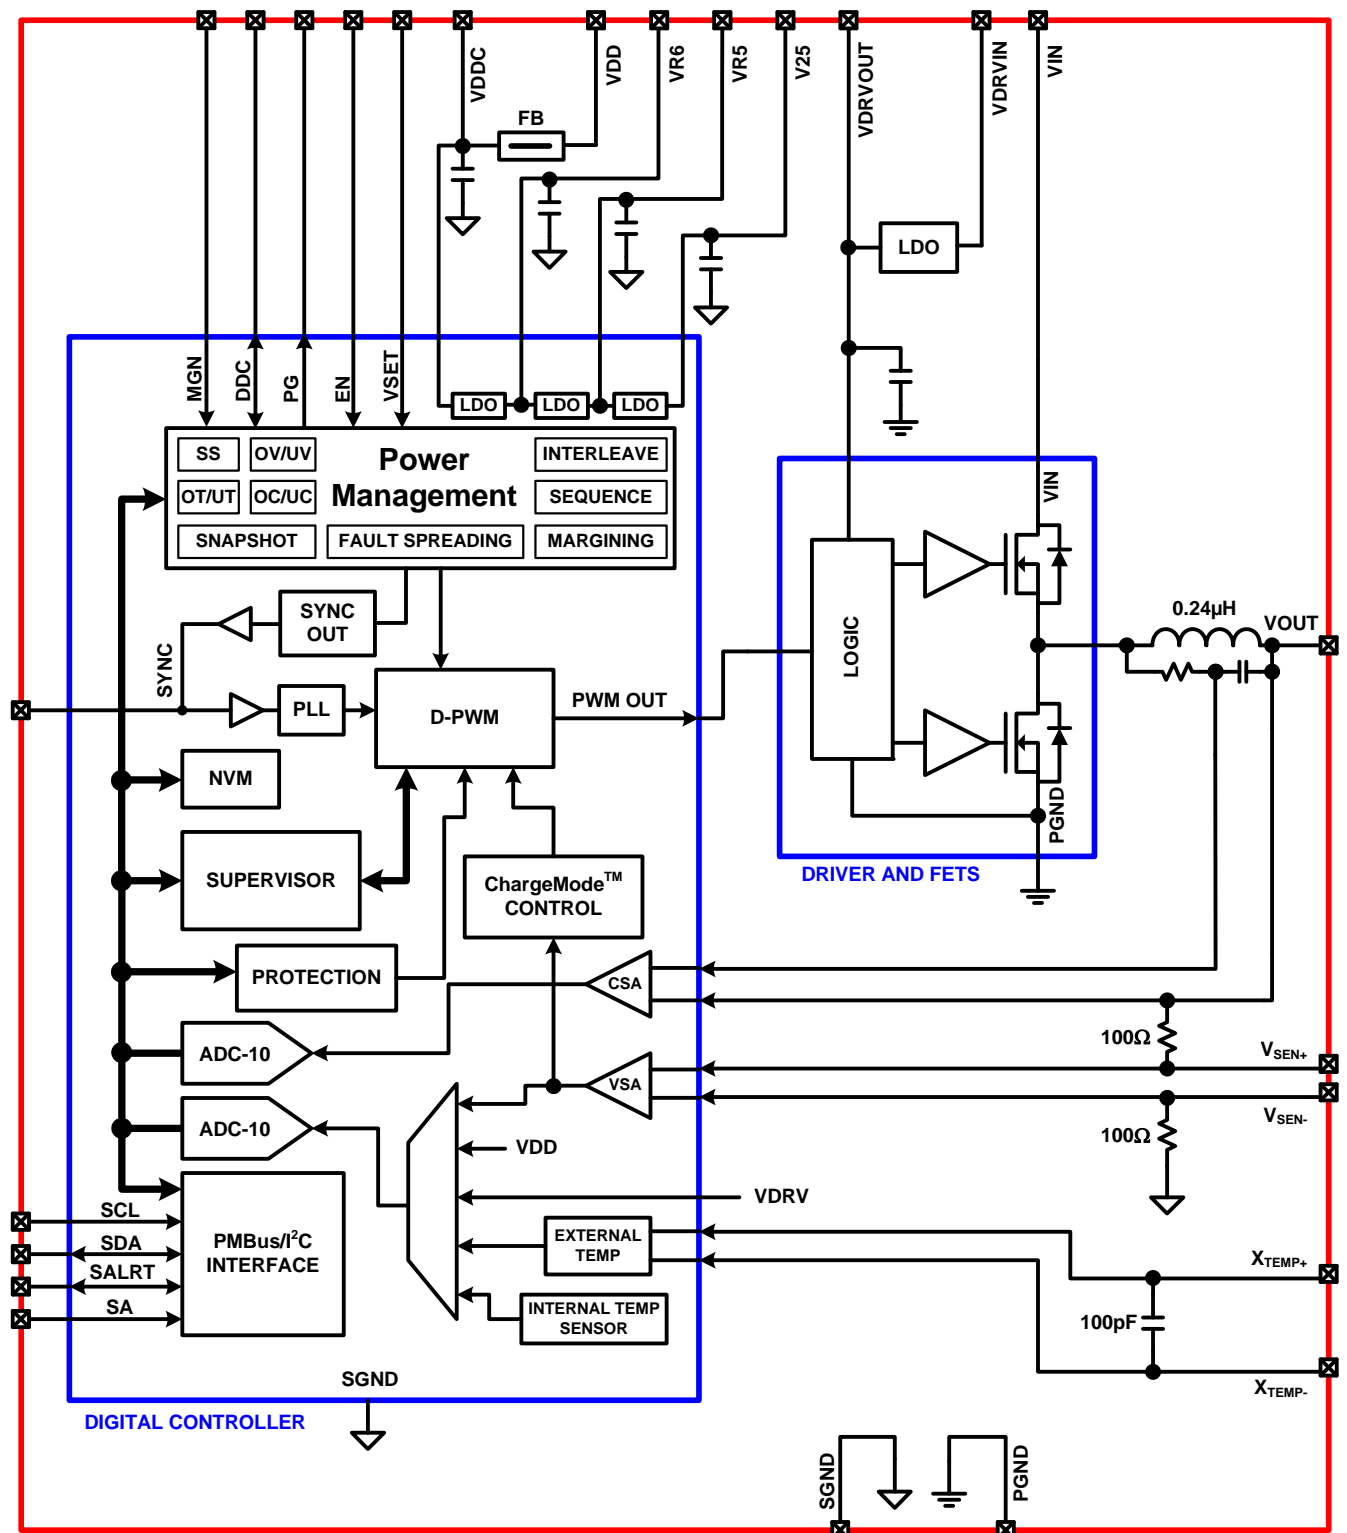 VDDC
VDD
VR6
VR5
V25
VDRVOUT
VDRVIN
VIN
FB
LDO
MGN
DDC
PG
EN
VSET
LDO
LDO
LDO
SS
OV/UV
Power
Management
INTERLEAVE
OT/UT
OC/UC
SEQUENCE
SNAPSHOT
FAULT SPREADING
MARGINING
VIN
SYNC
OUT
SYNC
PLL
D-PWM
PWM OUT
LOGIC
0.24µH
VOUT
NVM
PGND
SUPERVISOR
ChargeMode™
CONTROL
DRIVER AND FETS
PROTECTION
CSA
ADC-10
100Ω
VSEN+
VSA
ADC-10
VSEN-
100Ω
VDD
VDRV
SCL
SDA
SALRT
SA
PMBus/I²C
INTERFACE
EXTERNAL
TEMP
XTEMP+
INTERNAL TEMP
SENSOR
100pF
XTEMP-
SGND
DIGITAL CONTROLLER
SGND
PGND